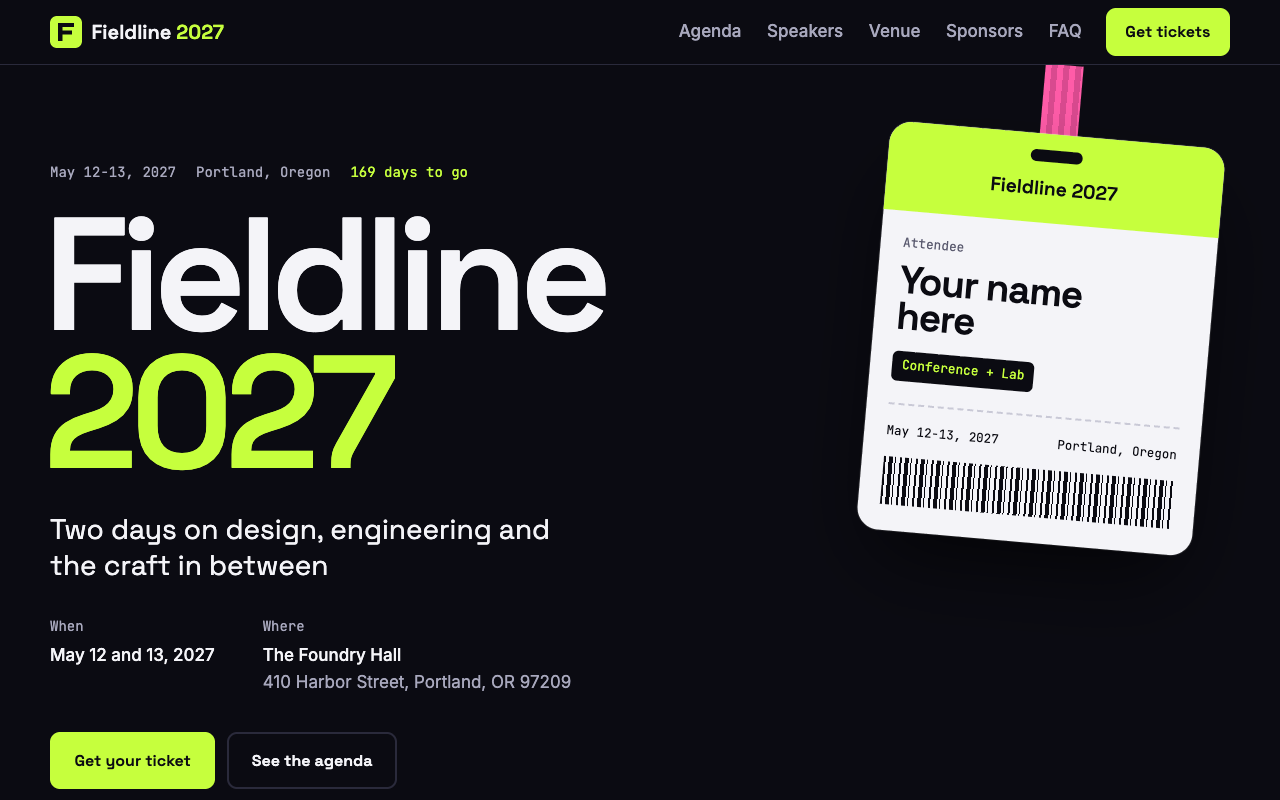 F Fieldline 2027
Agenda Speakers Venue Sponsors FAQ Get tickets
May 12-13, 2027 Portland, Oregon 169 days to go
Fieldline
2027
Two days on design, engineering and
the craft in between
When
May 12 and 13, 2027
Where
The Foundry Hall
410 Harbor Street, Portland, OR 97209
Get your ticket
See the agenda
Fieldline 2027
Attendee
Your name
here
Conference + Lab
May 12-13, 2027
Portland, Oregon